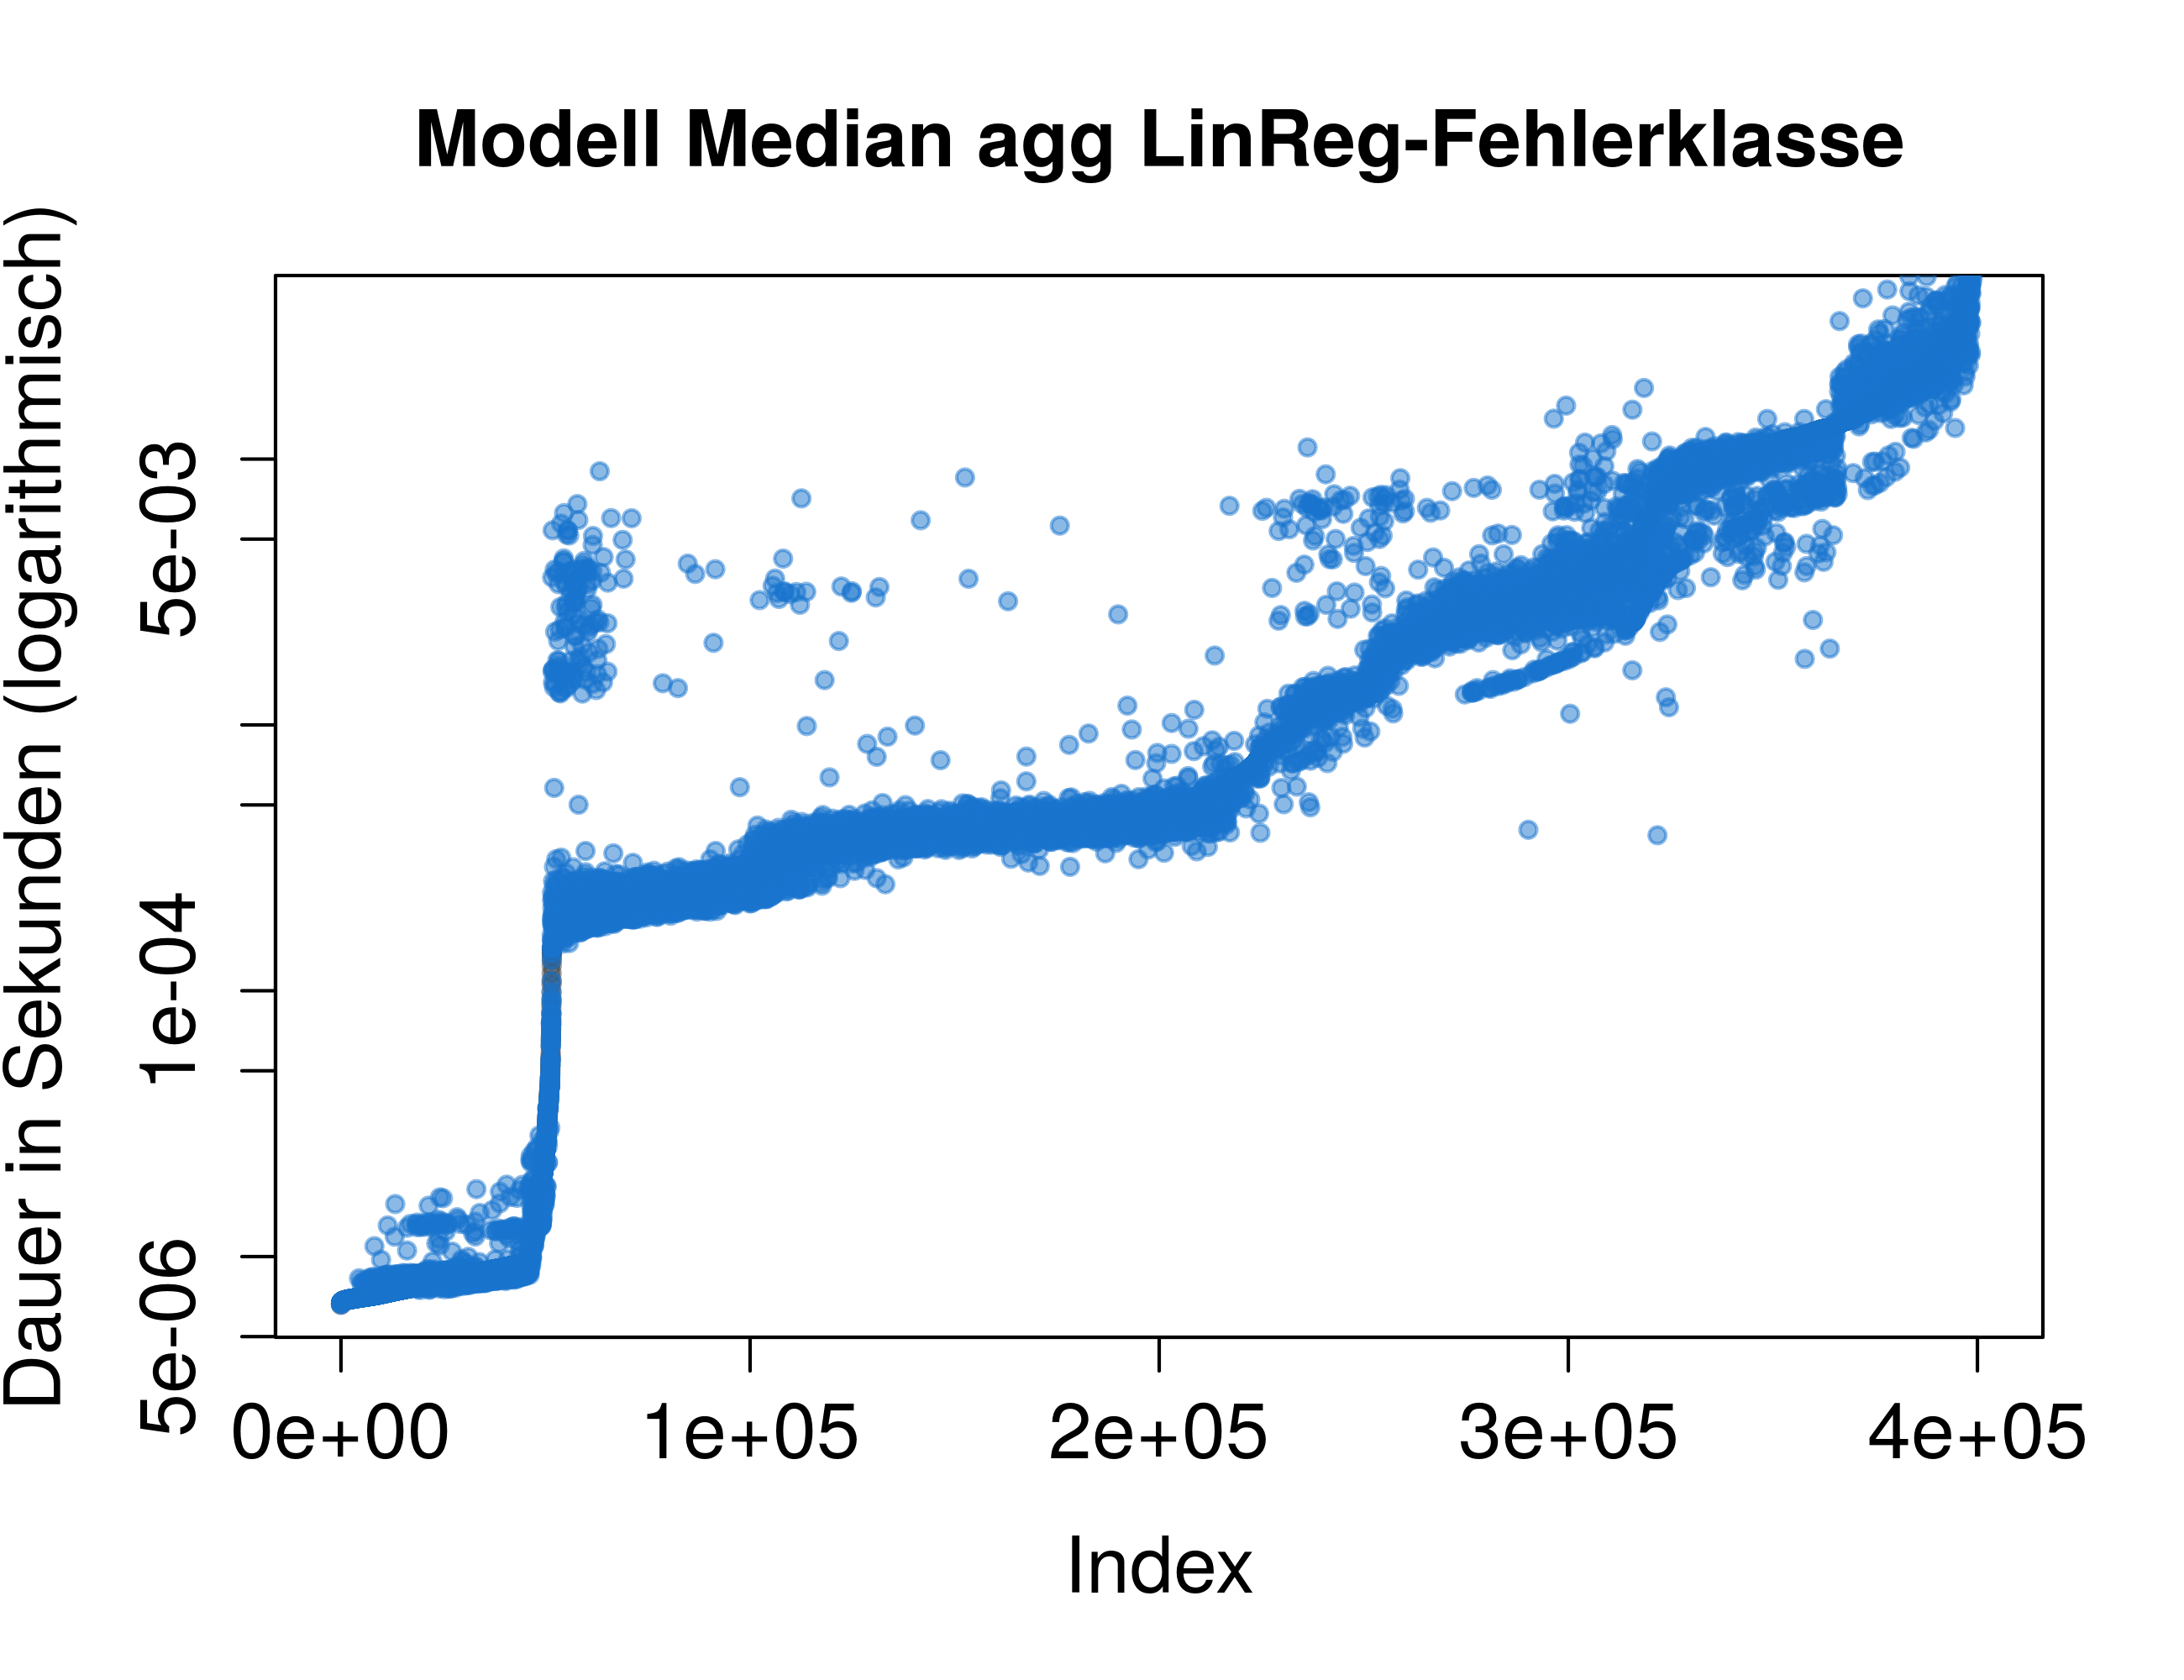 Modell Median agg LinReg-Fehlerklasse
Dauer in Sekunden (logarithmisch)
5e-03
1e-04
5e-06
0e+00 1e+05 2e+05 3e+05 4e+05
Index